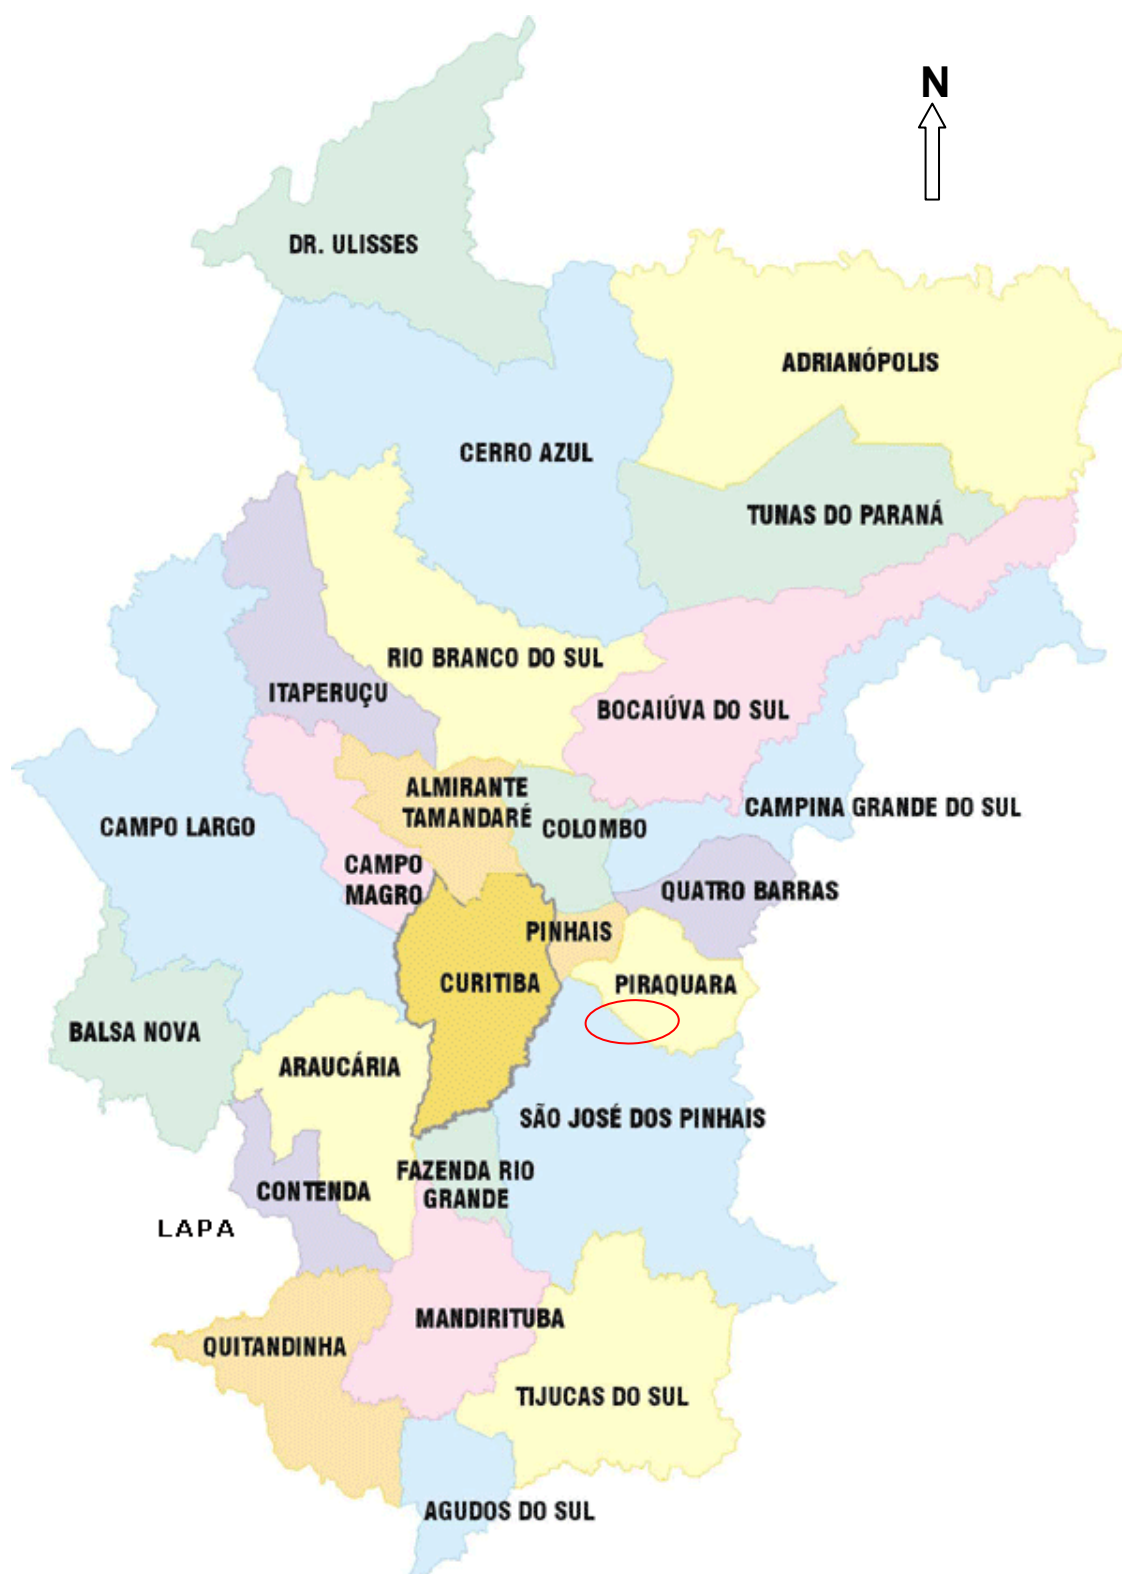 N
DR. ULISSES
ADRIANÓPOLIS
CERRO AZUL
TUNAS DO PARANÁ
RIO BRANCO DO SUL
ITAPERUÇU
BOCAIÚVA DO SUL
ALMIRANTE
TAMANDARÉ
CAMPINA GRANDE DO SUL
CAMPO LARGO
COLOMBO
CAMPO
MAGRO
QUATRO BARRAS
PINHAIS
CURITIBA
PIRAQUARA
BALSA NOVA
ARAUCÁRIA
SÃO JOSÉ DOS PINHAIS
FAZENDA RIO
GRANDE
CONTENDA
LAPA
MANDIRITUBA
QUITANDINHA
TIJUCAS DO SUL
AGUDOS DO SUL